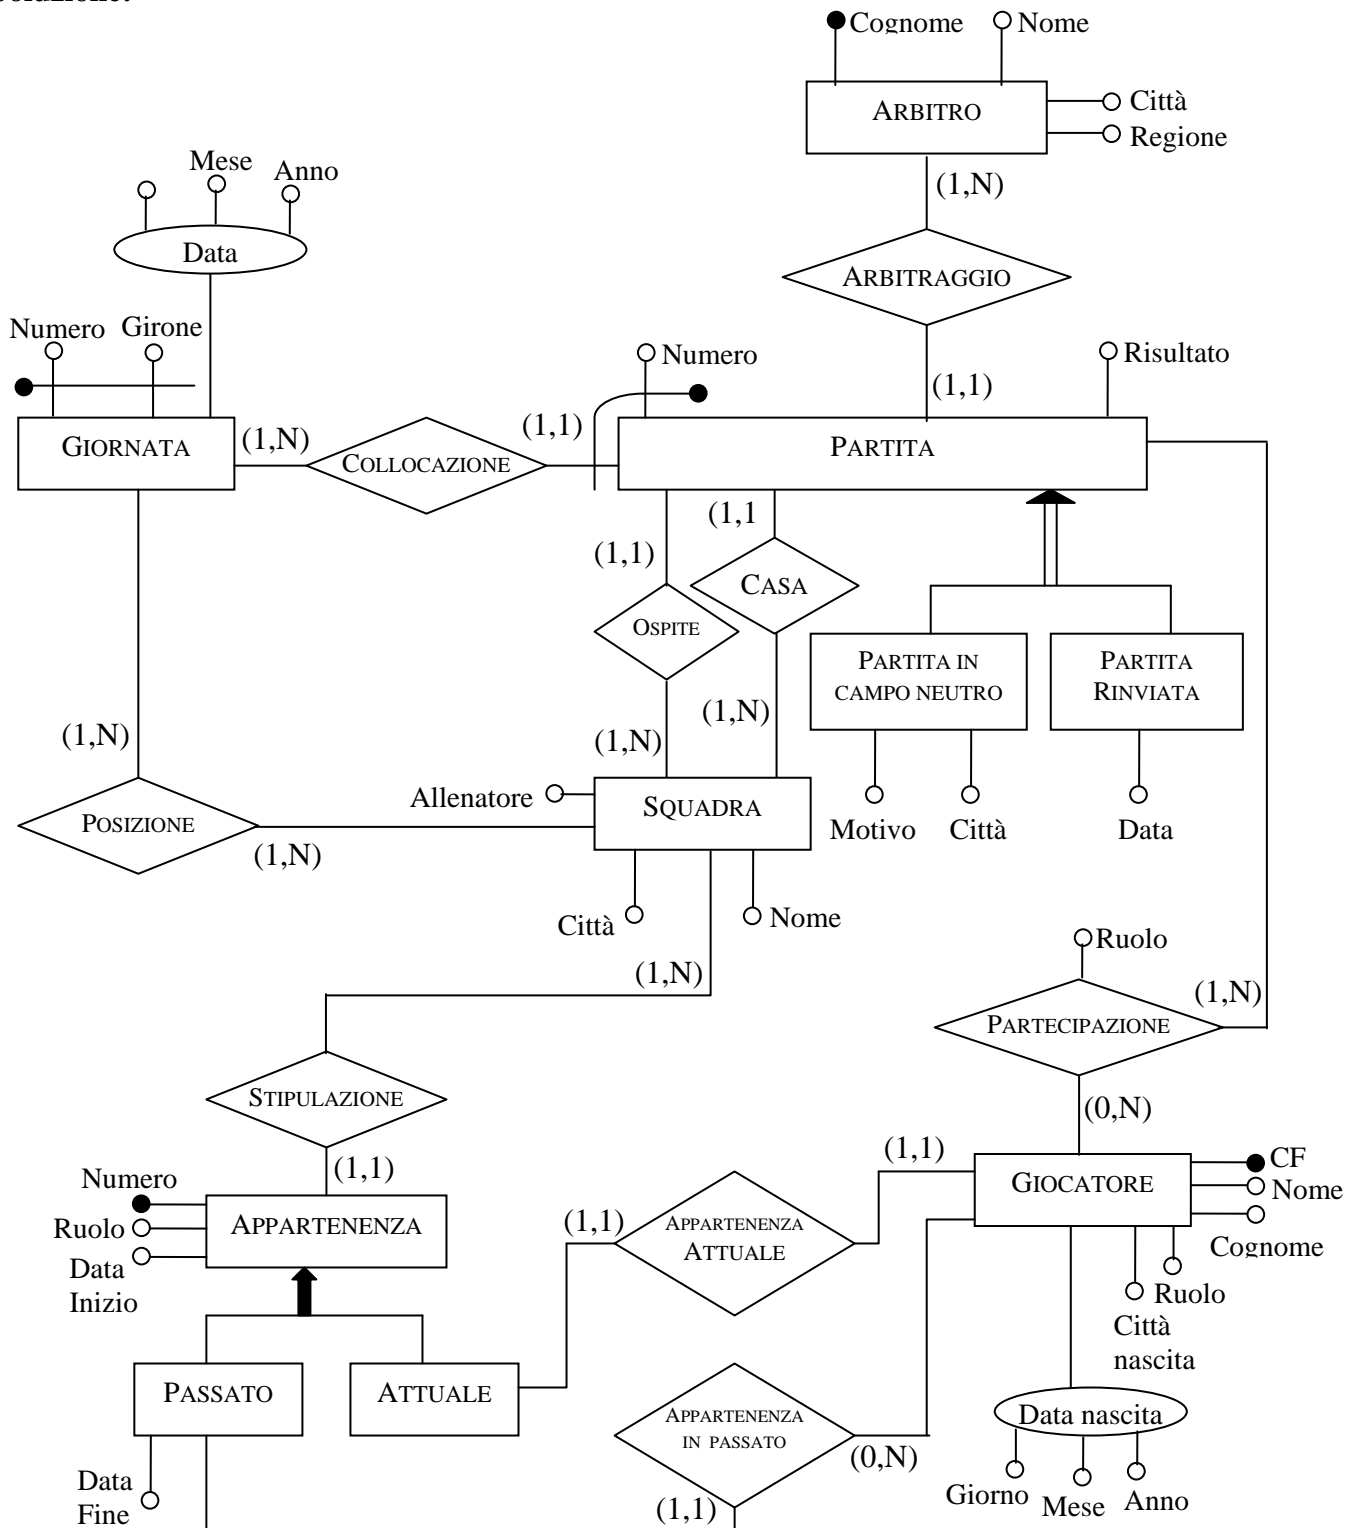 Soluzione:
Cognome
Nome
ARBITRO
Città
Regione
Mese
Anno
(1,N)
Data
ARBITRAGGIO
Numero
Girone
Numero
Risultato
(1,1)
GIORNATA
(1,N)
COLLOCAZIONE
(1,1)
PARTITA
(1,1
(1,1)
CASA
OSPITE
PARTITA IN
CAMPO NEUTRO
PARTITA
RINVIATA
(1,N)
(1,N)
(1,N)
Allenatore
SQUADRA
POSIZIONE
(1,N)
Motivo
Città
Data
Città
Nome
Ruolo
(1,N)
(1,N)
PARTECIPAZIONE
STIPULAZIONE
(0,N)
(1,1)
(1,1)
CF
Numero
GIOCATORE
Nome
Ruolo
APPARTENENZA
(1,1)
APPARTENENZA
ATTUALE
Cognome
Data
Inizio
Ruolo
Città
nascita
PASSATO
ATTUALE
APPARTENENZA
IN PASSATO
Data nascita
(0,N)
Data
Fine
(1,1)
Giorno
Mese
Anno